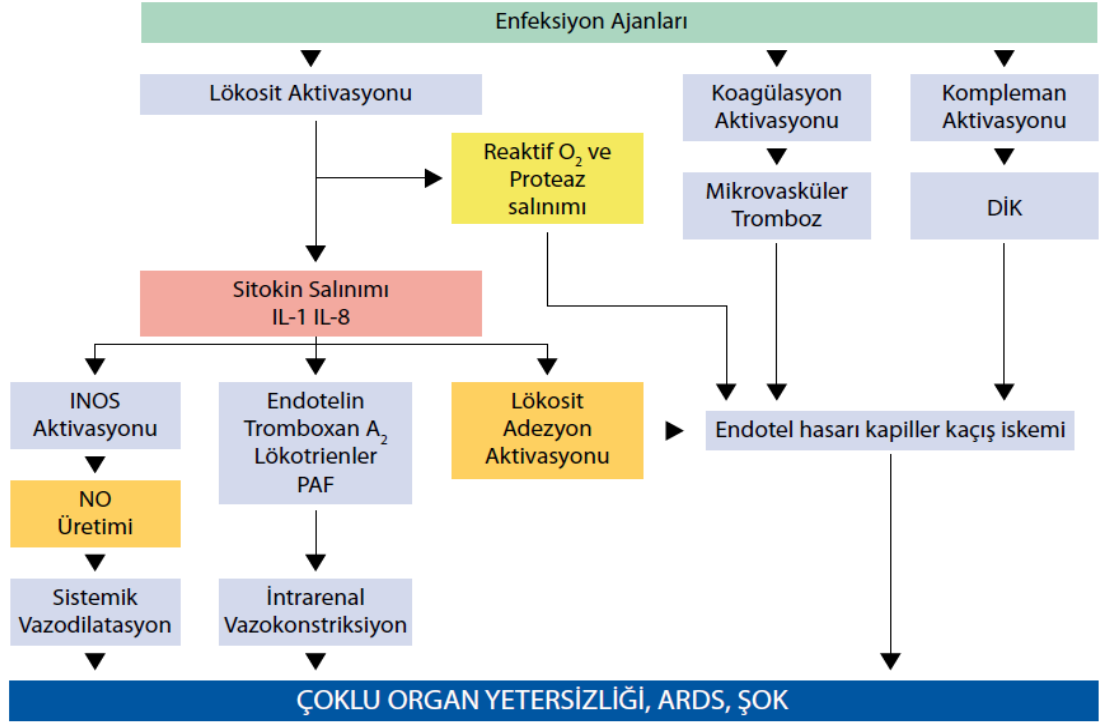 Enfeksiyon Ajanları
Lökosit Aktivasyonu
Koagülasyon
Aktivasyonu
Kompleman
Aktivasyonu
Reaktif O₂ ve
Proteaz
salınımı
Mikrovasküler
Tromboz
DİK
Sitokin Salınımı
IL-1 IL-8
INOS
Aktivasyonu
Endotelin
Tromboxan A₂
Lökotrienler
PAF
Lökosit
Adezyon
Aktivasyonu
Endotel hasarı kapiller kaçış iskemi
NO
Üretimi
Sistemik
Vazodilatasyon
İntrarenal
Vazokonstriksiyon
ÇOKLU ORGAN YETERSİZLİĞİ, ARDS, ŞOK